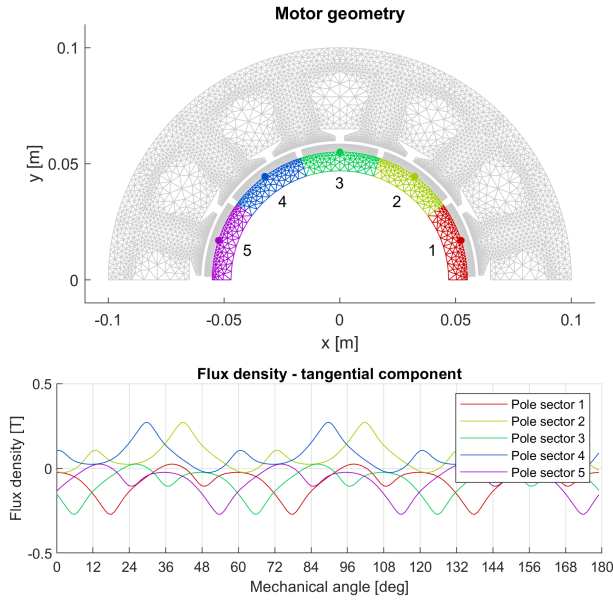 Motor geometry
0.1
0.05
0
y [m]
1
2
3
4
5
-0.1 -0.05 0 0.05 0.1
x [m]
Flux density - tangential component
0.5
0
-0.5
Flux density [T]
Pole sector 1
Pole sector 2
Pole sector 3
Pole sector 4
Pole sector 5
0 12 24 36 48 60 72 84 96 108 120 132 144 156 168 180
Mechanical angle [deg]